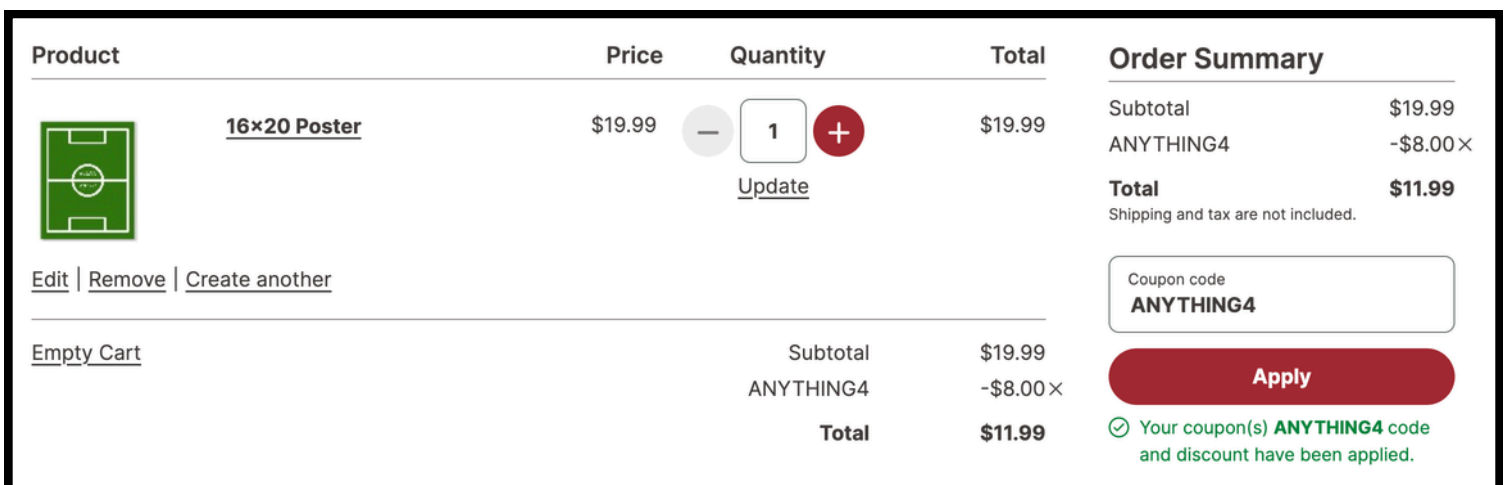 Product Price Quantity Total
16×20 Poster $19.99 − 1 + $19.99
Update
Edit | Remove | Create another
Empty Cart Subtotal $19.99
ANYTHING4 -$8.00×
Total $11.99
Order Summary
Subtotal $19.99
ANYTHING4 -$8.00×
Total $11.99
Shipping and tax are not included.
Coupon code
ANYTHING4
Apply
Your coupon(s) ANYTHING4 code
and discount have been applied.